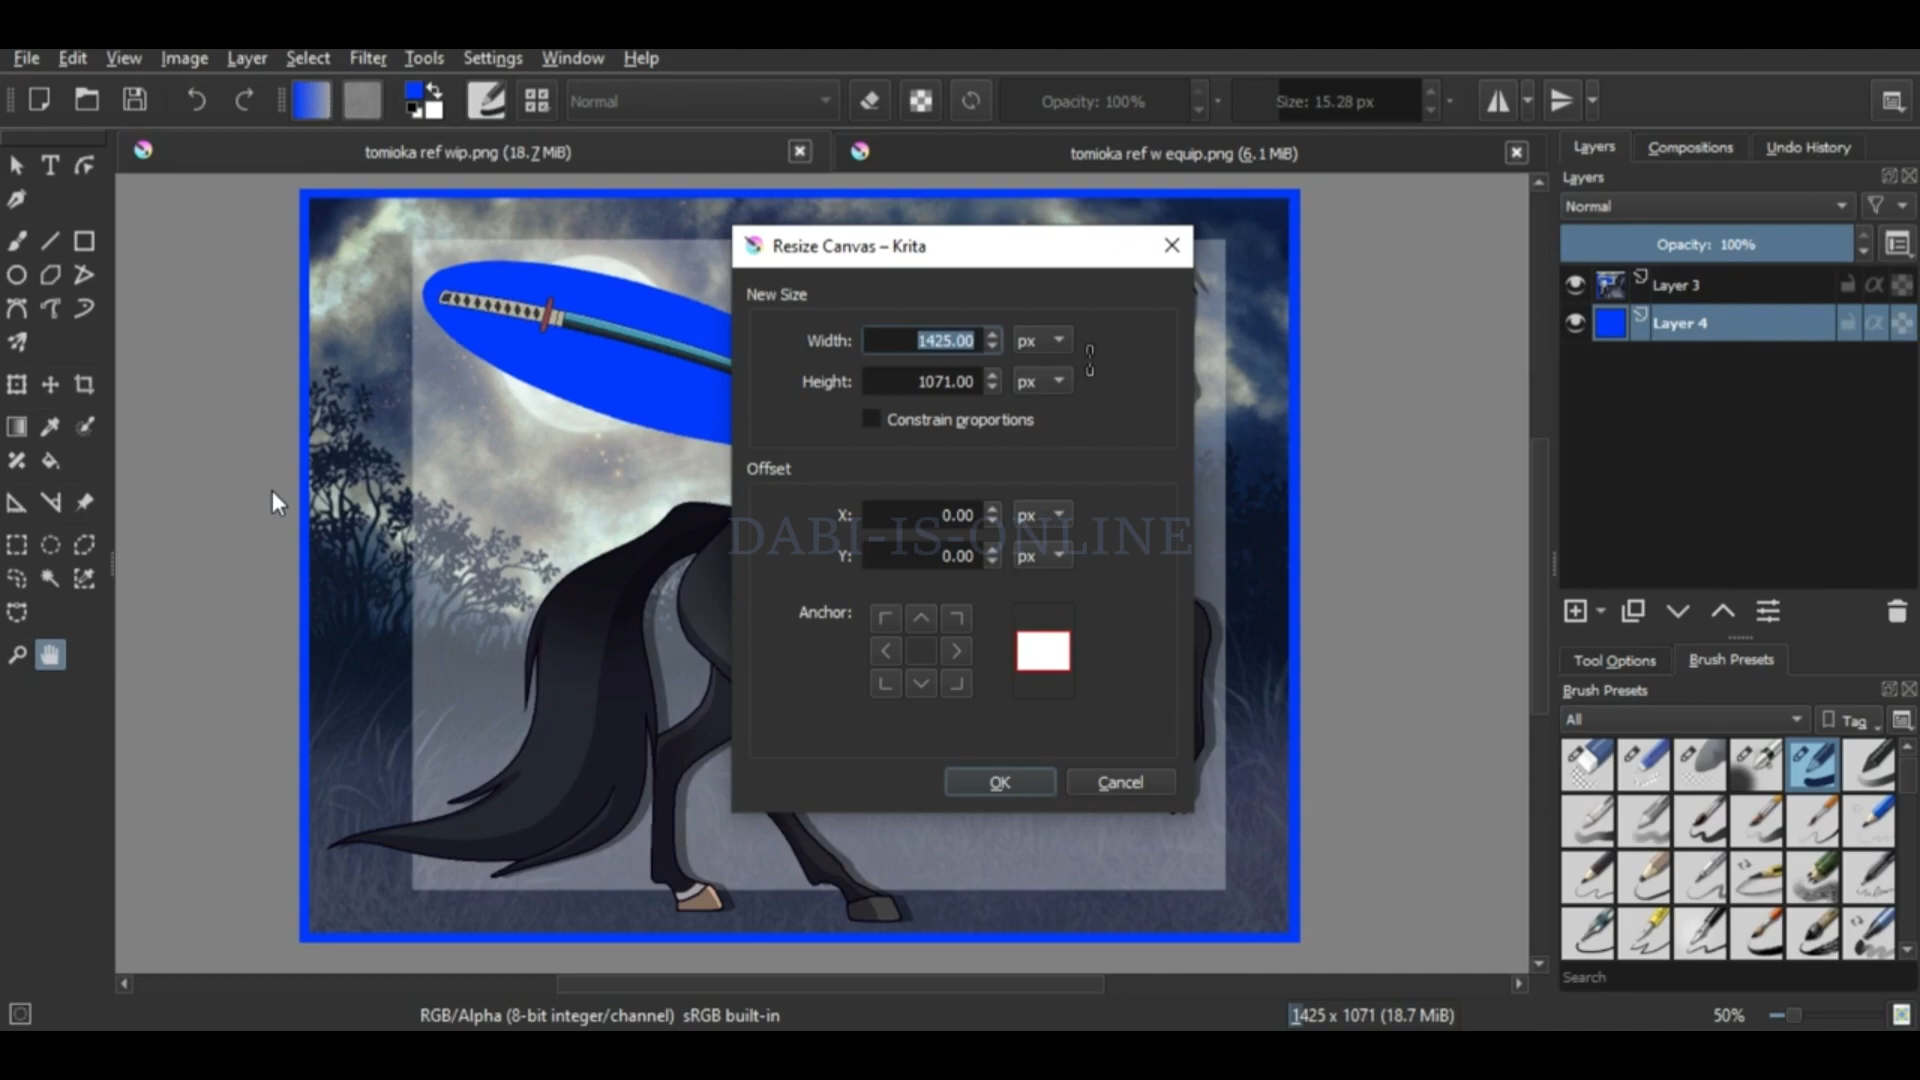 File Edit View Image Layer Select Filter Tools Settings Window Help
Normal Opacity: 100% Size: 15.28 px
tomioka ref wip.png (18.7 MiB) tomioka ref w equip.png (6.1 MiB)
Layers Compositions Undo History
Layers
Normal
Opacity: 100%
Layer 3
Layer 4
Resize Canvas – Krita
New Size
Width: 1425.00 px
Height: 1071.00 px
Constrain proportions
Offset
X: 0.00 px
DABI-IS-ONLINE
Y: 0.00 px
Anchor:
OK Cancel
Tool Options Brush Presets
Brush Presets
All Tag
Search
RGB/Alpha (8-bit integer/channel) sRGB built-in 1425 x 1071 (18.7 MiB) 50%